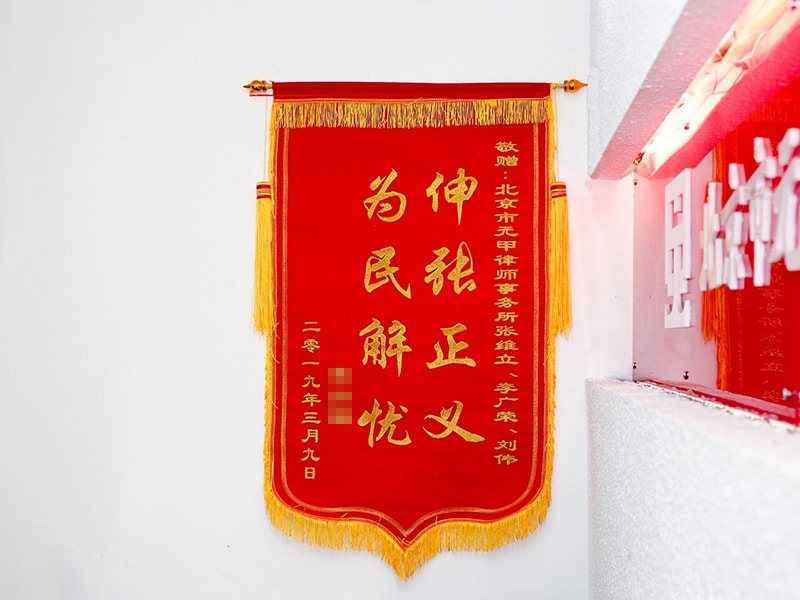 敬赠：北京市元甲律师事务所张维立、李广荣、刘伟
伸张正义
为民解忧
二零一九年三月九日